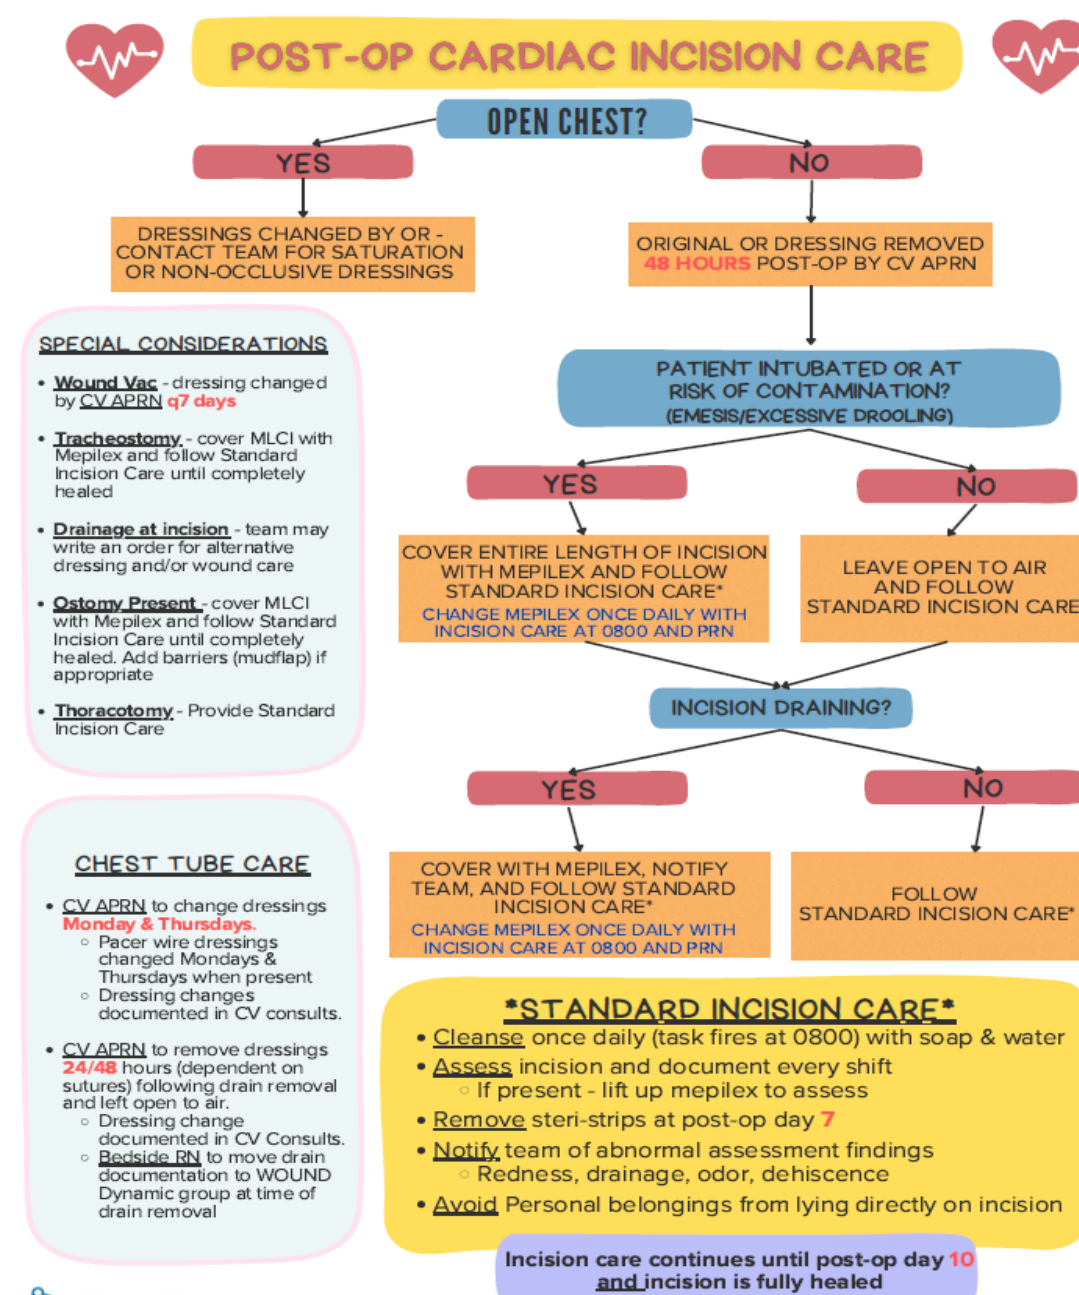 POST-OP CARDIAC INCISION CARE
OPEN CHEST?
YES
NO
DRESSINGS CHANGED BY OR -
CONTACT TEAM FOR SATURATION
OR NON-OCCLUSIVE DRESSINGS
ORIGINAL OR DRESSING REMOVED
48 HOURS POST-OP BY CV APRN
PATIENT INTUBATED OR AT
RISK OF CONTAMINATION?
(EMESIS/EXCESSIVE DROOLING)
YES
NO
COVER ENTIRE LENGTH OF INCISION
WITH MEPILEX AND FOLLOW
STANDARD INCISION CARE*
CHANGE MEPILEX ONCE DAILY WITH
INCISION CARE AT 0800 AND PRN
LEAVE OPEN TO AIR
AND FOLLOW
STANDARD INCISION CARE
INCISION DRAINING?
YES
NO
COVER WITH MEPILEX, NOTIFY
TEAM, AND FOLLOW STANDARD
INCISION CARE*
CHANGE MEPILEX ONCE DAILY WITH
INCISION CARE AT 0800 AND PRN
FOLLOW
STANDARD INCISION CARE*
SPECIAL CONSIDERATIONS
• Wound Vac - dressing changed
by CV APRN q7 days
• Tracheostomy - cover MLCI with
Mepilex and follow Standard
Incision Care until completely
healed
• Drainage at incision - team may
write an order for alternative
dressing and/or wound care
• Ostomy Present - cover MLCI
with Mepilex and follow Standard
Incision Care until completely
healed. Add barriers (mudflap) if
appropriate
• Thoracotomy - Provide Standard
Incision Care
CHEST TUBE CARE
• CV APRN to change dressings
Monday & Thursdays.
○ Pacer wire dressings
changed Mondays &
Thursdays when present
○ Dressing changes
documented in CV consults.
• CV APRN to remove dressings
24/48 hours (dependent on
sutures) following drain removal
and left open to air.
○ Dressing change
documented in CV Consults.
○ Bedside RN to move drain
documentation to WOUND
Dynamic group at time of
drain removal
*STANDARD INCISION CARE*
• Cleanse once daily (task fires at 0800) with soap & water
• Assess incision and document every shift
○ If present - lift up mepilex to assess
• Remove steri-strips at post-op day 7
• Notify team of abnormal assessment findings
○ Redness, drainage, odor, dehiscence
• Avoid Personal belongings from lying directly on incision
Incision care continues until post-op day 10
and incision is fully healed